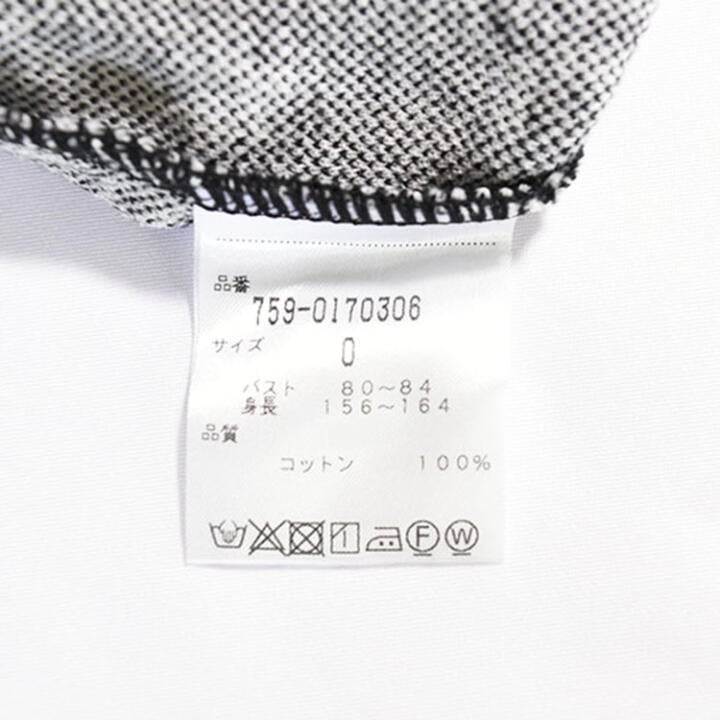 品番
759-0170306
サイズ 0
バスト 80～84
身長 156～164
品質
コットン 100%
F W